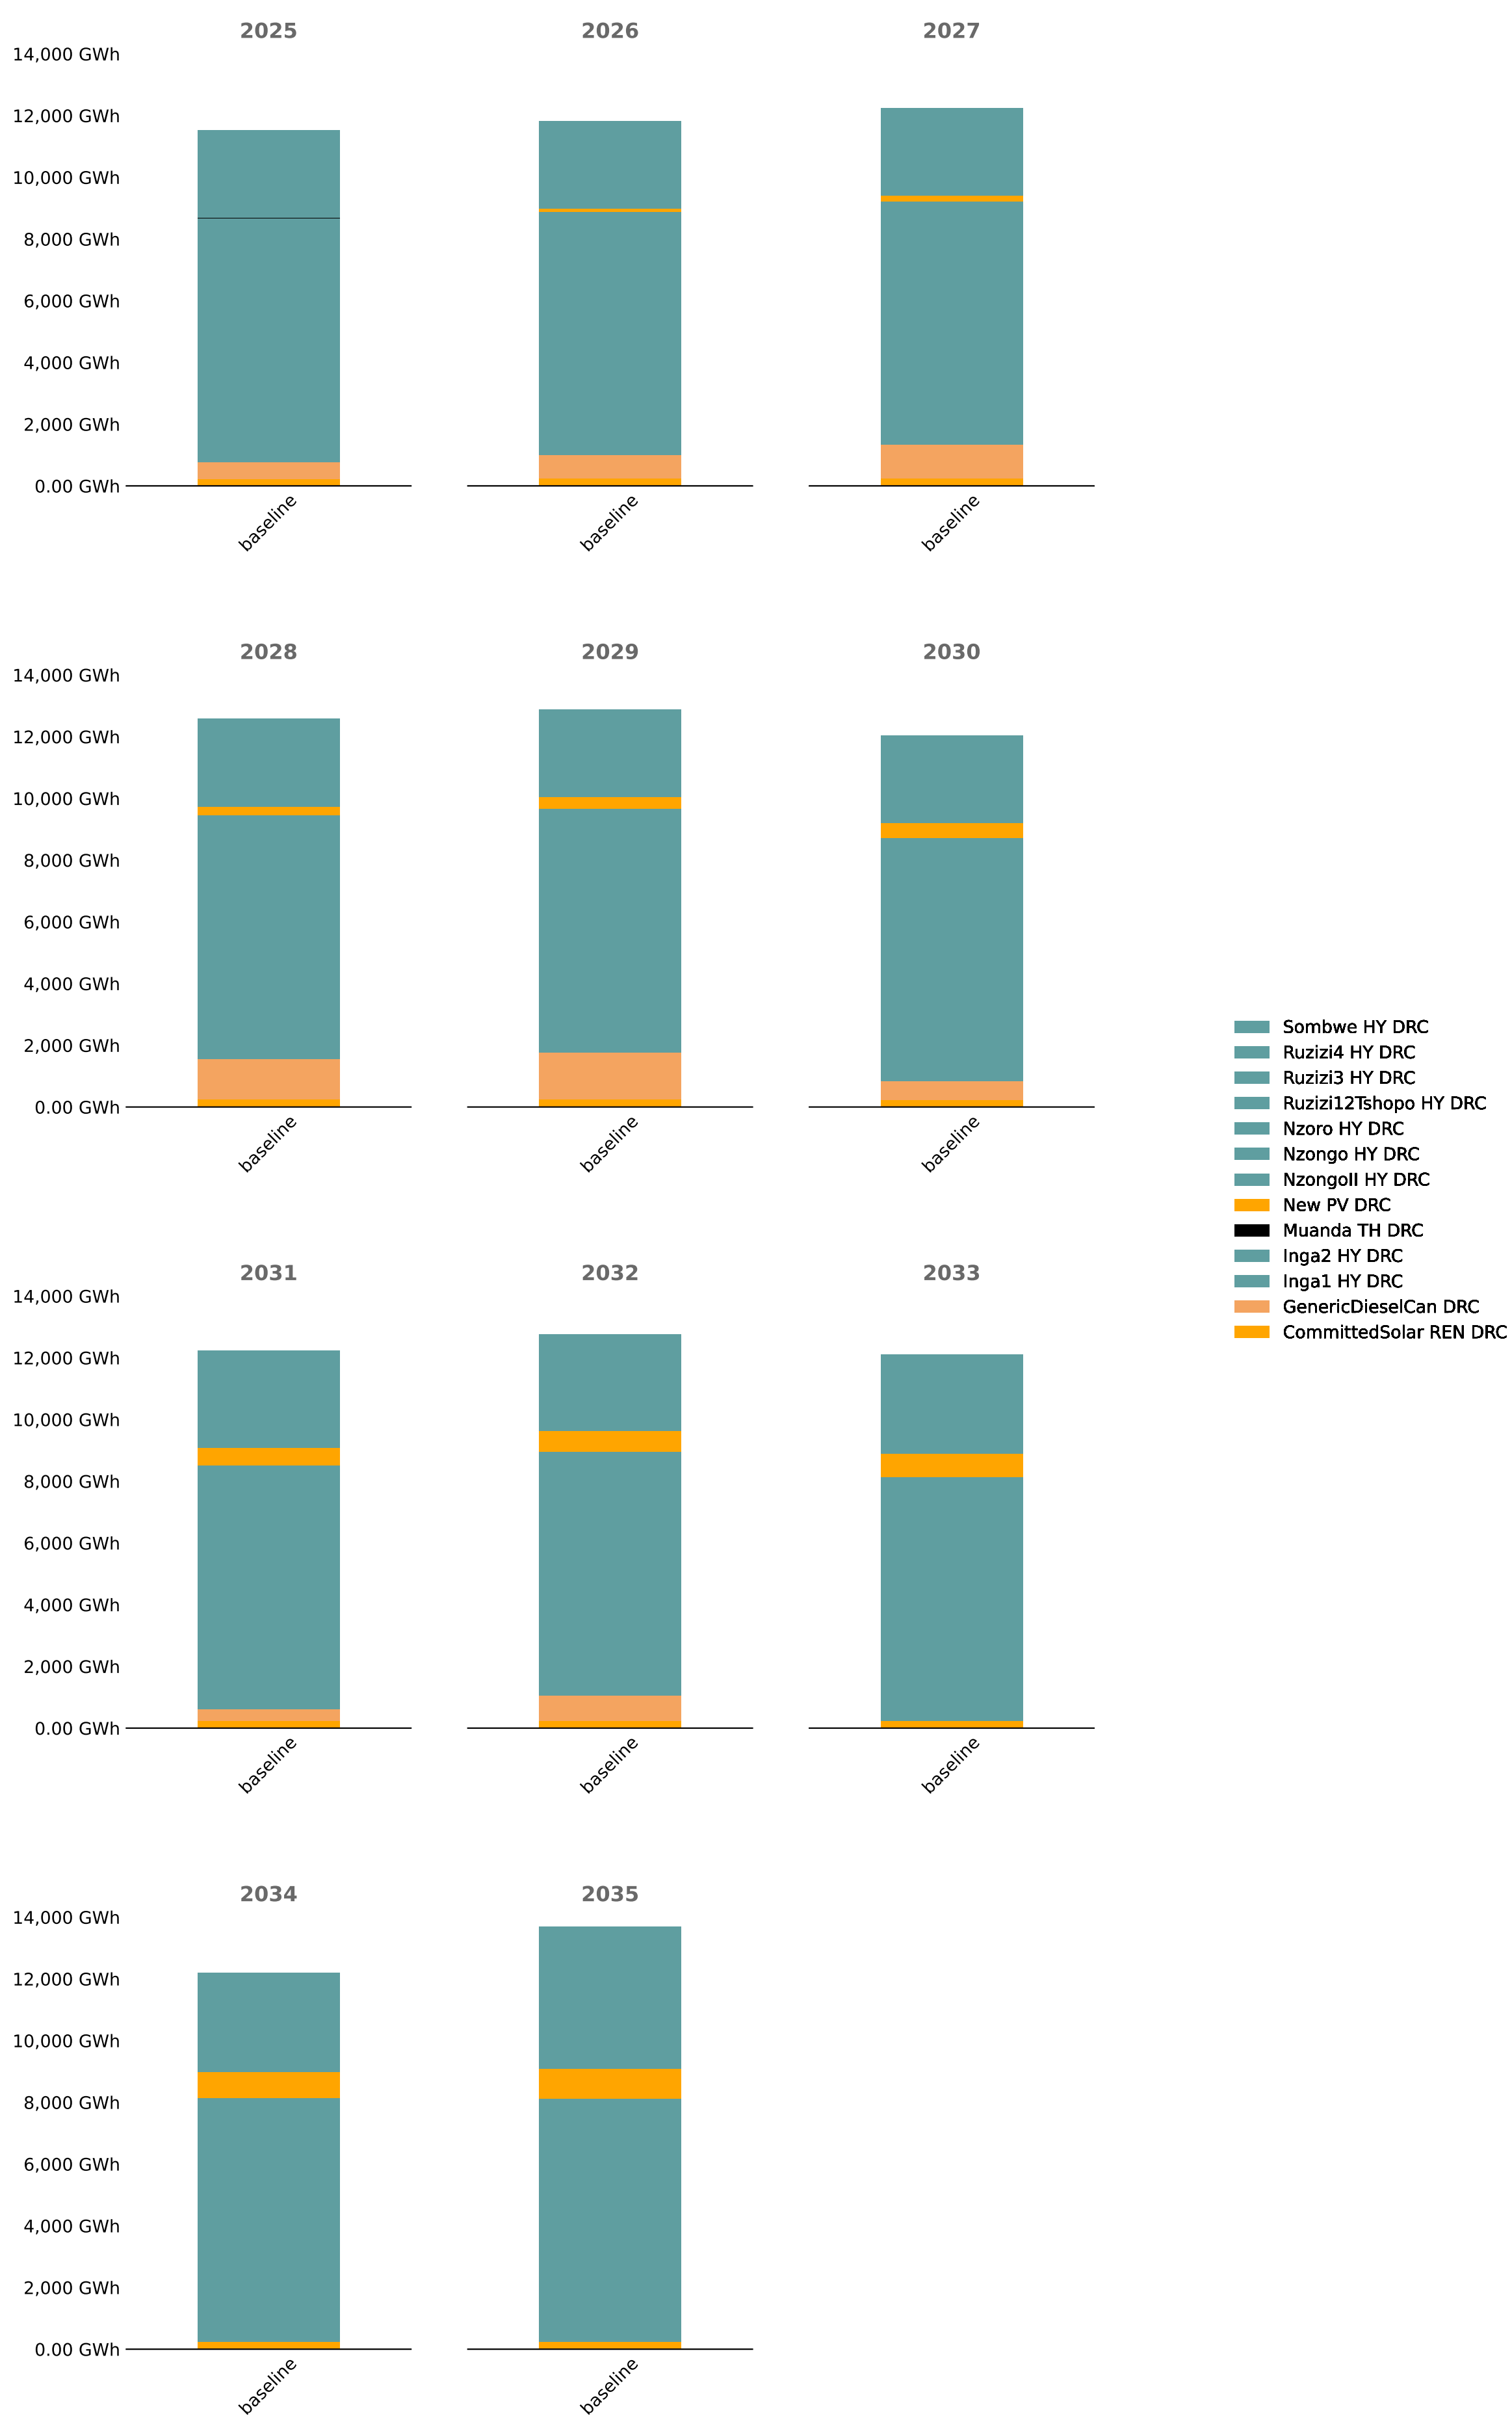 2025
2026
2027
14,000 GWh
12,000 GWh
10,000 GWh
8,000 GWh
6,000 GWh
4,000 GWh
2,000 GWh
0.00 GWh
baseline
baseline
baseline
2028
2029
2030
14,000 GWh
12,000 GWh
10,000 GWh
8,000 GWh
6,000 GWh
4,000 GWh
2,000 GWh
0.00 GWh
baseline
baseline
baseline
Sombwe HY DRC
Ruzizi4 HY DRC
Ruzizi3 HY DRC
Ruzizi12Tshopo HY DRC
Nzoro HY DRC
Nzongo HY DRC
NzongoII HY DRC
New PV DRC
Muanda TH DRC
Inga2 HY DRC
Inga1 HY DRC
GenericDieselCan DRC
CommittedSolar REN DRC
2031
2032
2033
14,000 GWh
12,000 GWh
10,000 GWh
8,000 GWh
6,000 GWh
4,000 GWh
2,000 GWh
0.00 GWh
baseline
baseline
baseline
2034
2035
14,000 GWh
12,000 GWh
10,000 GWh
8,000 GWh
6,000 GWh
4,000 GWh
2,000 GWh
0.00 GWh
baseline
baseline